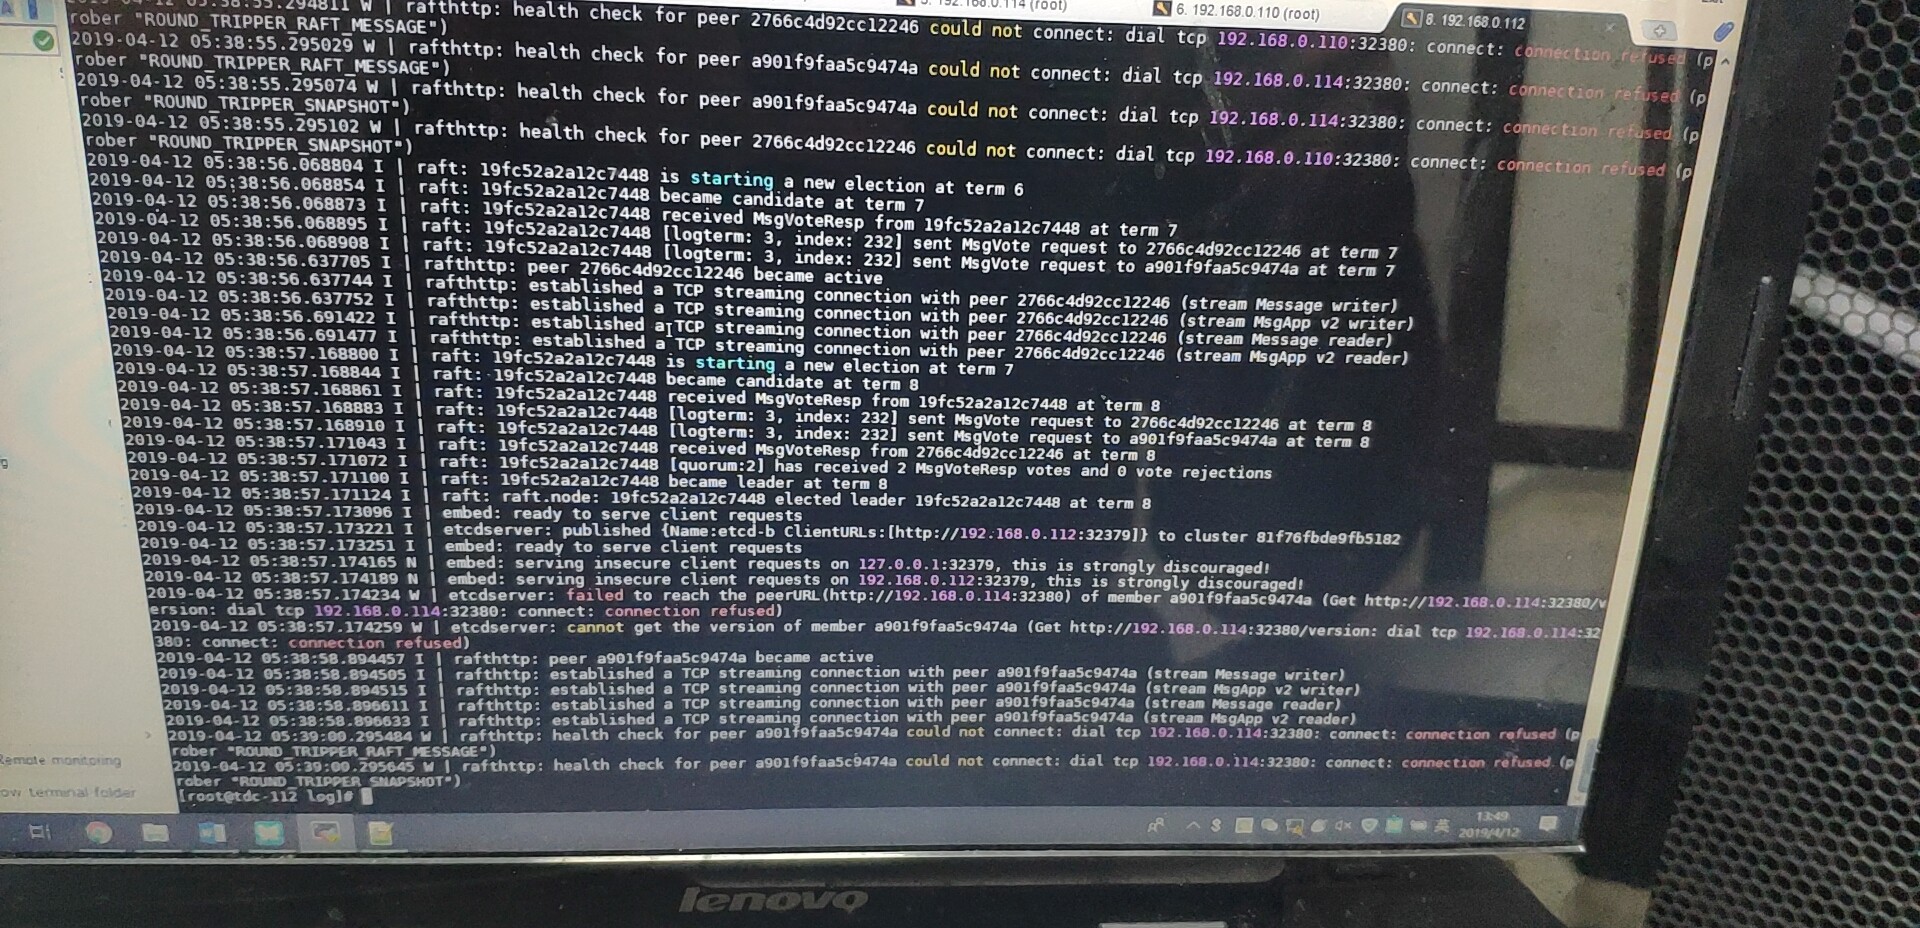 5. 192.168.0.114 (root)
6. 192.168.0.110 (root)
8. 192.168.0.112
W | rafthttp: health check for peer 2766c4d92cc12246 could not connect: dial tcp 192.168.0.110:32380: connect: connection refused (p
rober "ROUND_TRIPPER_RAFT_MESSAGE")
2019-04-12 05:38:55.295029 W | rafthttp: health check for peer a901f9faa5c9474a could not connect: dial tcp 192.168.0.114:32380: connect: connection refused (p
rober "ROUND_TRIPPER_RAFT_MESSAGE")
2019-04-12 05:38:55.295074 W | rafthttp: health check for peer a901f9faa5c9474a could not connect: dial tcp 192.168.0.114:32380: connect: connection refused (p
rober "ROUND_TRIPPER_SNAPSHOT")
2019-04-12 05:38:55.295102 W | rafthttp: health check for peer 2766c4d92cc12246 could not connect: dial tcp 192.168.0.110:32380: connect: connection refused (p
rober "ROUND_TRIPPER_SNAPSHOT")
2019-04-12 05:38:56.068804 I | raft: 19fc52a2a12c7448 is starting a new election at term 6
2019-04-12 05:38:56.068854 I | raft: 19fc52a2a12c7448 became candidate at term 7
2019-04-12 05:38:56.068873 I | raft: 19fc52a2a12c7448 received MsgVoteResp from 19fc52a2a12c7448 at term 7
2019-04-12 05:38:56.068895 I | raft: 19fc52a2a12c7448 [logterm: 3, index: 232] sent MsgVote request to 2766c4d92cc12246 at term 7
2019-04-12 05:38:56.068908 I | raft: 19fc52a2a12c7448 [logterm: 3, index: 232] sent MsgVote request to a901f9faa5c9474a at term 7
2019-04-12 05:38:56.637705 I | rafthttp: peer 2766c4d92cc12246 became active
2019-04-12 05:38:56.637744 I | rafthttp: established a TCP streaming connection with peer 2766c4d92cc12246 (stream Message writer)
2019-04-12 05:38:56.637752 I | rafthttp: established a TCP streaming connection with peer 2766c4d92cc12246 (stream MsgApp v2 writer)
2019-04-12 05:38:56.691422 I | rafthttp: established a TCP streaming connection with peer 2766c4d92cc12246 (stream Message reader)
2019-04-12 05:38:56.691477 I | rafthttp: established a TCP streaming connection with peer 2766c4d92cc12246 (stream MsgApp v2 reader)
2019-04-12 05:38:57.168800 I | raft: 19fc52a2a12c7448 is starting a new election at term 7
2019-04-12 05:38:57.168844 I | raft: 19fc52a2a12c7448 became candidate at term 8
2019-04-12 05:38:57.168861 I | raft: 19fc52a2a12c7448 received MsgVoteResp from 19fc52a2a12c7448 at term 8
2019-04-12 05:38:57.168883 I | raft: 19fc52a2a12c7448 [logterm: 3, index: 232] sent MsgVote request to 2766c4d92cc12246 at term 8
2019-04-12 05:38:57.168910 I | raft: 19fc52a2a12c7448 [logterm: 3, index: 232] sent MsgVote request to a901f9faa5c9474a at term 8
2019-04-12 05:38:57.171043 I | raft: 19fc52a2a12c7448 received MsgVoteResp from 2766c4d92cc12246 at term 8
2019-04-12 05:38:57.171072 I | raft: 19fc52a2a12c7448 [quorum:2] has received 2 MsgVoteResp votes and 0 vote rejections
2019-04-12 05:38:57.171100 I | raft: 19fc52a2a12c7448 became leader at term 8
2019-04-12 05:38:57.171124 I | raft: raft.node: 19fc52a2a12c7448 elected leader 19fc52a2a12c7448 at term 8
2019-04-12 05:38:57.173096 I | embed: ready to serve client requests
2019-04-12 05:38:57.173221 I | etcdserver: published {Name:etcd-b ClientURLs:[http://192.168.0.112:32379]} to cluster 81f76fbde9fb5182
2019-04-12 05:38:57.173251 I | embed: ready to serve client requests
2019-04-12 05:38:57.174165 N | embed: serving insecure client requests on 127.0.0.1:32379, this is strongly discouraged!
2019-04-12 05:38:57.174189 N | embed: serving insecure client requests on 192.168.0.112:32379, this is strongly discouraged!
2019-04-12 05:38:57.174234 W | etcdserver: failed to reach the peerURL(http://192.168.0.114:32380) of member a901f9faa5c9474a (Get http://192.168.0.114:32380/v
ersion: dial tcp 192.168.0.114:32380: connect: connection refused)
2019-04-12 05:38:57.174259 W | etcdserver: cannot get the version of member a901f9faa5c9474a (Get http://192.168.0.114:32380/version: dial tcp 192.168.0.114:32
380: connect: connection refused)
2019-04-12 05:38:58.894457 I | rafthttp: peer a901f9faa5c9474a became active
2019-04-12 05:38:58.894505 I | rafthttp: established a TCP streaming connection with peer a901f9faa5c9474a (stream Message writer)
2019-04-12 05:38:58.894515 I | rafthttp: established a TCP streaming connection with peer a901f9faa5c9474a (stream MsgApp v2 writer)
2019-04-12 05:38:58.896611 I | rafthttp: established a TCP streaming connection with peer a901f9faa5c9474a (stream Message reader)
2019-04-12 05:38:58.896633 I | rafthttp: established a TCP streaming connection with peer a901f9faa5c9474a (stream MsgApp v2 reader)
2019-04-12 05:39:00.295484 W | rafthttp: health check for peer a901f9faa5c9474a could not connect: dial tcp 192.168.0.114:32380: connect: connection refused (p
rober "ROUND_TRIPPER_RAFT_MESSAGE")
2019-04-12 05:39:00.295645 W | rafthttp: health check for peer a901f9faa5c9474a could not connect: dial tcp 192.168.0.114:32380: connect: connection refused (p
rober "ROUND_TRIPPER_SNAPSHOT")
[root@tdc-112 log]#
Remote monitoring
ow terminal folder
英
13:49
2019/4/12
lenovo